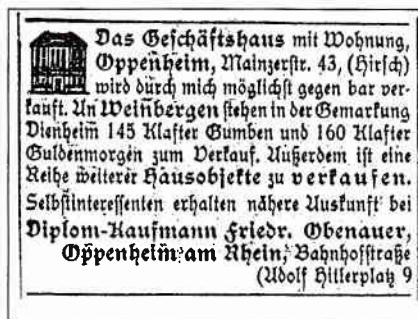 Das Geschäftshaus mit Wohnung,
Oppenheim, Mainzerstr. 43, (Hirsch)
wird durch mich möglichst gegen bar ver-
kauft. An Weinbergen stehen in der Gemarkung
Dienheim 145 Klafter Gumben und 160 Klafter
Guldenmorgen zum Verkauf. Außerdem ist eine
Reihe weiterer Hausobjekte zu verkaufen.
Selbstinteressenten erhalten nähere Auskunft bei
Diplom-Kaufmann Friedr. Obenauer,
Oppenheim am Rhein, Bahnhofstraße
(Adolf Hitlerplatz 9